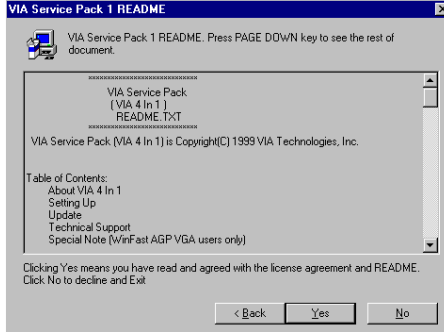 VIA Service Pack 1 README
VIA Service Pack 1 README. Press PAGE DOWN key to see the rest of
document.
==============================
VIA Service Pack
( VIA 4 In 1 )
README.TXT
==============================
VIA Service Pack (VIA 4 In 1) is Copyright(C) 1999 VIA Technologies, Inc.
Table of Contents:
About VIA 4 In 1
Setting Up
Update
Technical Support
Special Note (WinFast AGP VGA users only)
Clicking Yes means you have read and agreed with the license agreement and README.
Click No to decline and Exit
< Back
Yes
No